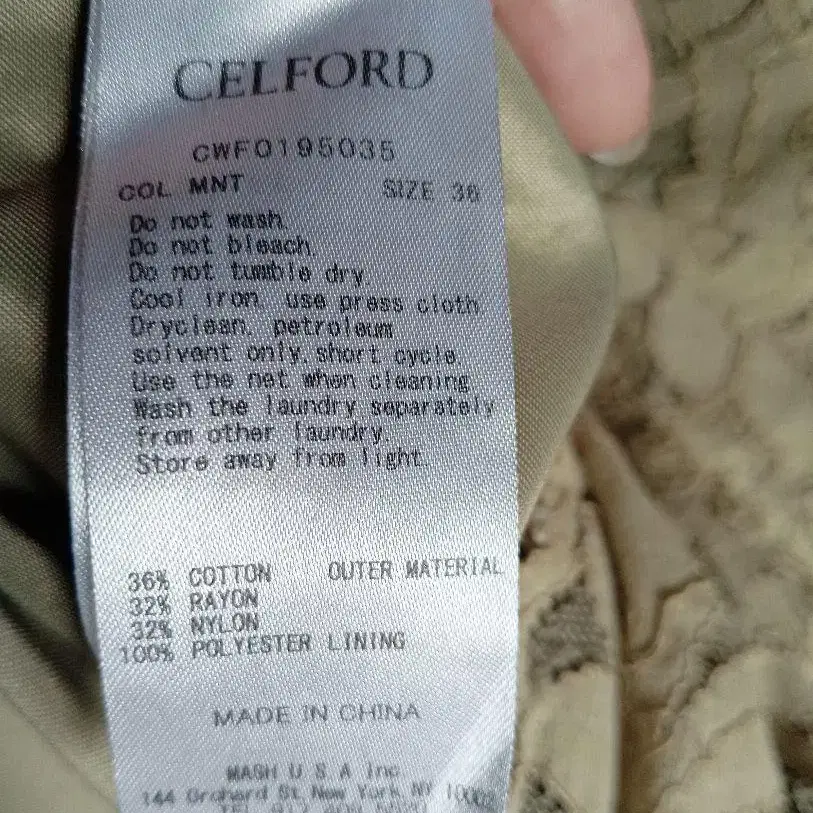 CELFORD
CWFO195035
COL MNT SIZE 36
Do not wash.
Do not bleach.
Do not tumble dry.
Cool iron, use press cloth
Dryclean, petroleum
solvent only, short cycle.
Use the net when cleaning
Wash the laundry separately
from other laundry.
Store away from light.
36% COTTON OUTER MATERIAL
32% RAYON
32% NYLON
100% POLYESTER LINING
MADE IN CHINA
MASH U S A Inc
144 Orchard St, New York, NY